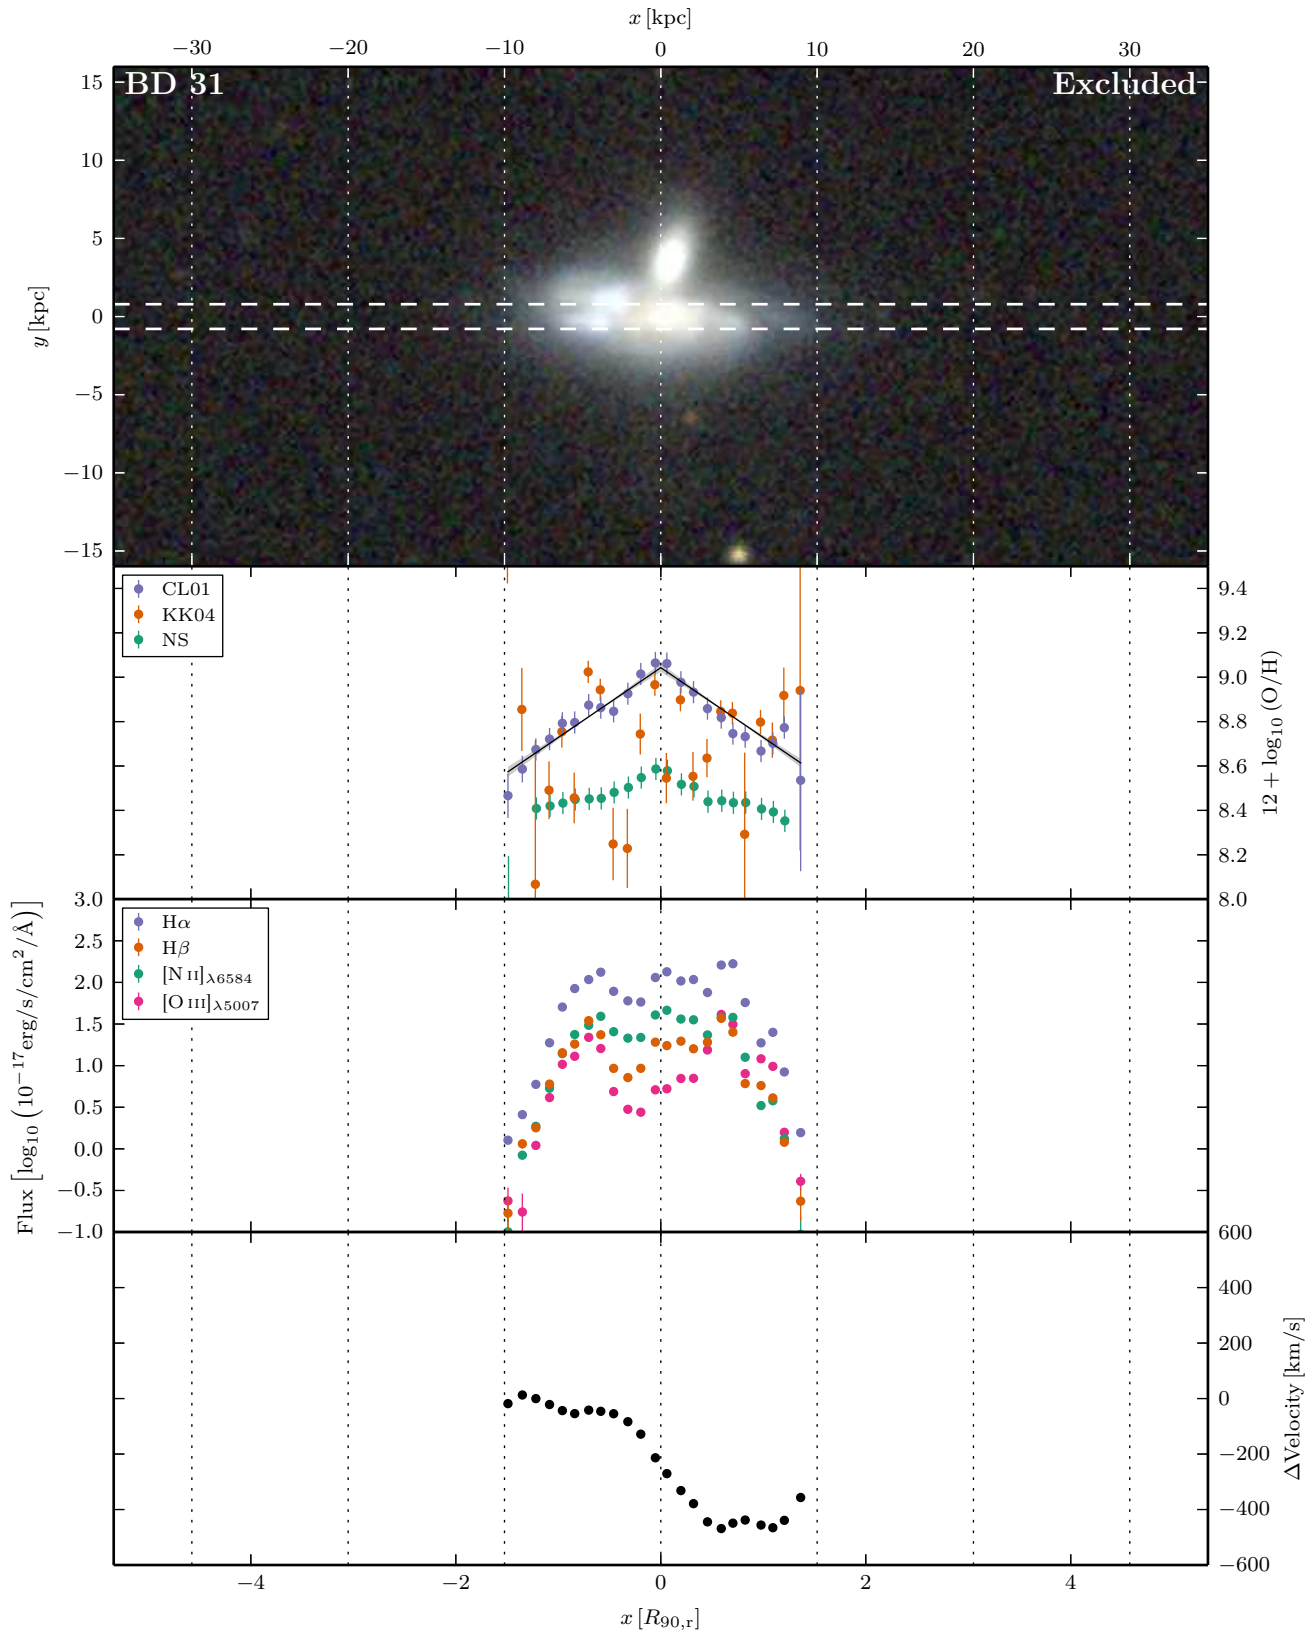 x [kpc]
−30 −20 −10 0 10 20 30
BD 31 Excluded
15
10
5
0
−5
−10
−15
y [kpc]
CL01
KK04
NS
9.4
9.2
9.0
8.8
8.6
8.4
8.2
8.0
12 + log₁₀ (O/H)
Hα
Hβ
[N II]λ6584
[O III]λ5007
3.0
2.5
2.0
1.5
1.0
0.5
0.0
−0.5
−1.0
Flux [log₁₀ (10⁻¹⁷erg/s/cm²/Å)]
600
400
200
0
−200
−400
−600
ΔVelocity [km/s]
−4 −2 0 2 4
x [R₉₀,ᵣ]